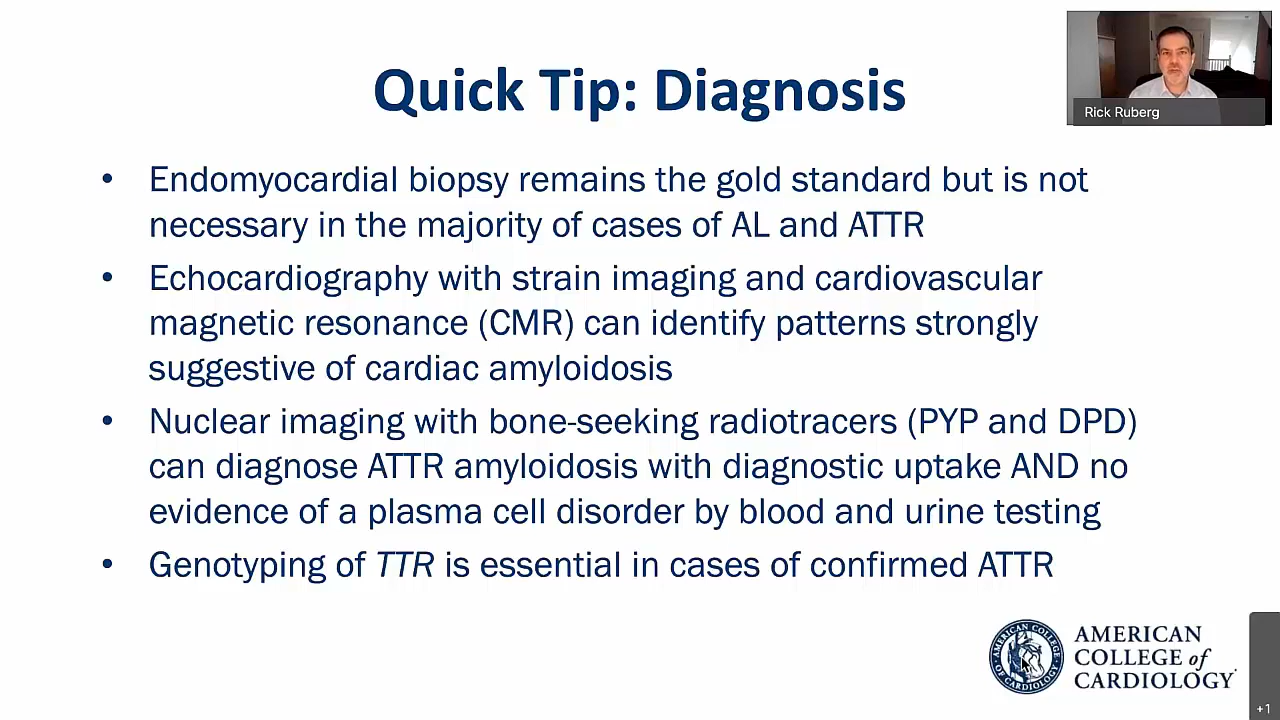 Quick Tip: Diagnosis
Rick Ruberg
• Endomyocardial biopsy remains the gold standard but is not
necessary in the majority of cases of AL and ATTR
• Echocardiography with strain imaging and cardiovascular
magnetic resonance (CMR) can identify patterns strongly
suggestive of cardiac amyloidosis
• Nuclear imaging with bone-seeking radiotracers (PYP and DPD)
can diagnose ATTR amyloidosis with diagnostic uptake AND no
evidence of a plasma cell disorder by blood and urine testing
• Genotyping of TTR is essential in cases of confirmed ATTR
AMERICAN
COLLEGE of
CARDIOLOGY
+1